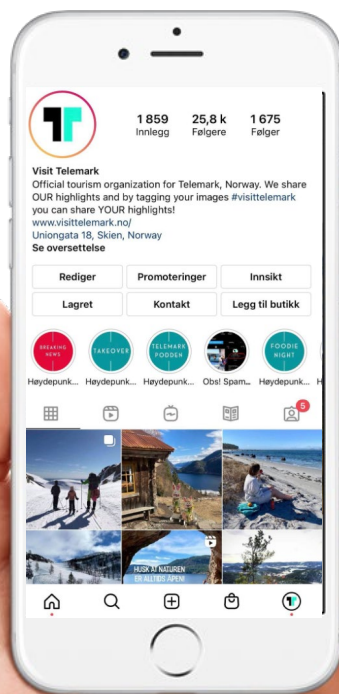 1 859 25,8 k 1 675
Innlegg Følgere Følger
Visit Telemark
Official tourism organization for Telemark, Norway. We share
OUR highlights and by tagging your images #visittelemark
you can share YOUR highlights!
www.visittelemark.no/
Uniongata 18, Skien, Norway
Se oversettelse
Rediger Promoteringer Innsikt
Lagret Kontakt Legg til butikk
BREAKING
NEWS
TAKEOVER
TELEMARK
PODDEN
FOODIE
NIGHT
Høydepunk... Høydepunk... Høydepunk... Obs! Spam... Høydepunk... H
5
HUSK AT NATUREN
ER ALLTIDS ÅPEN!